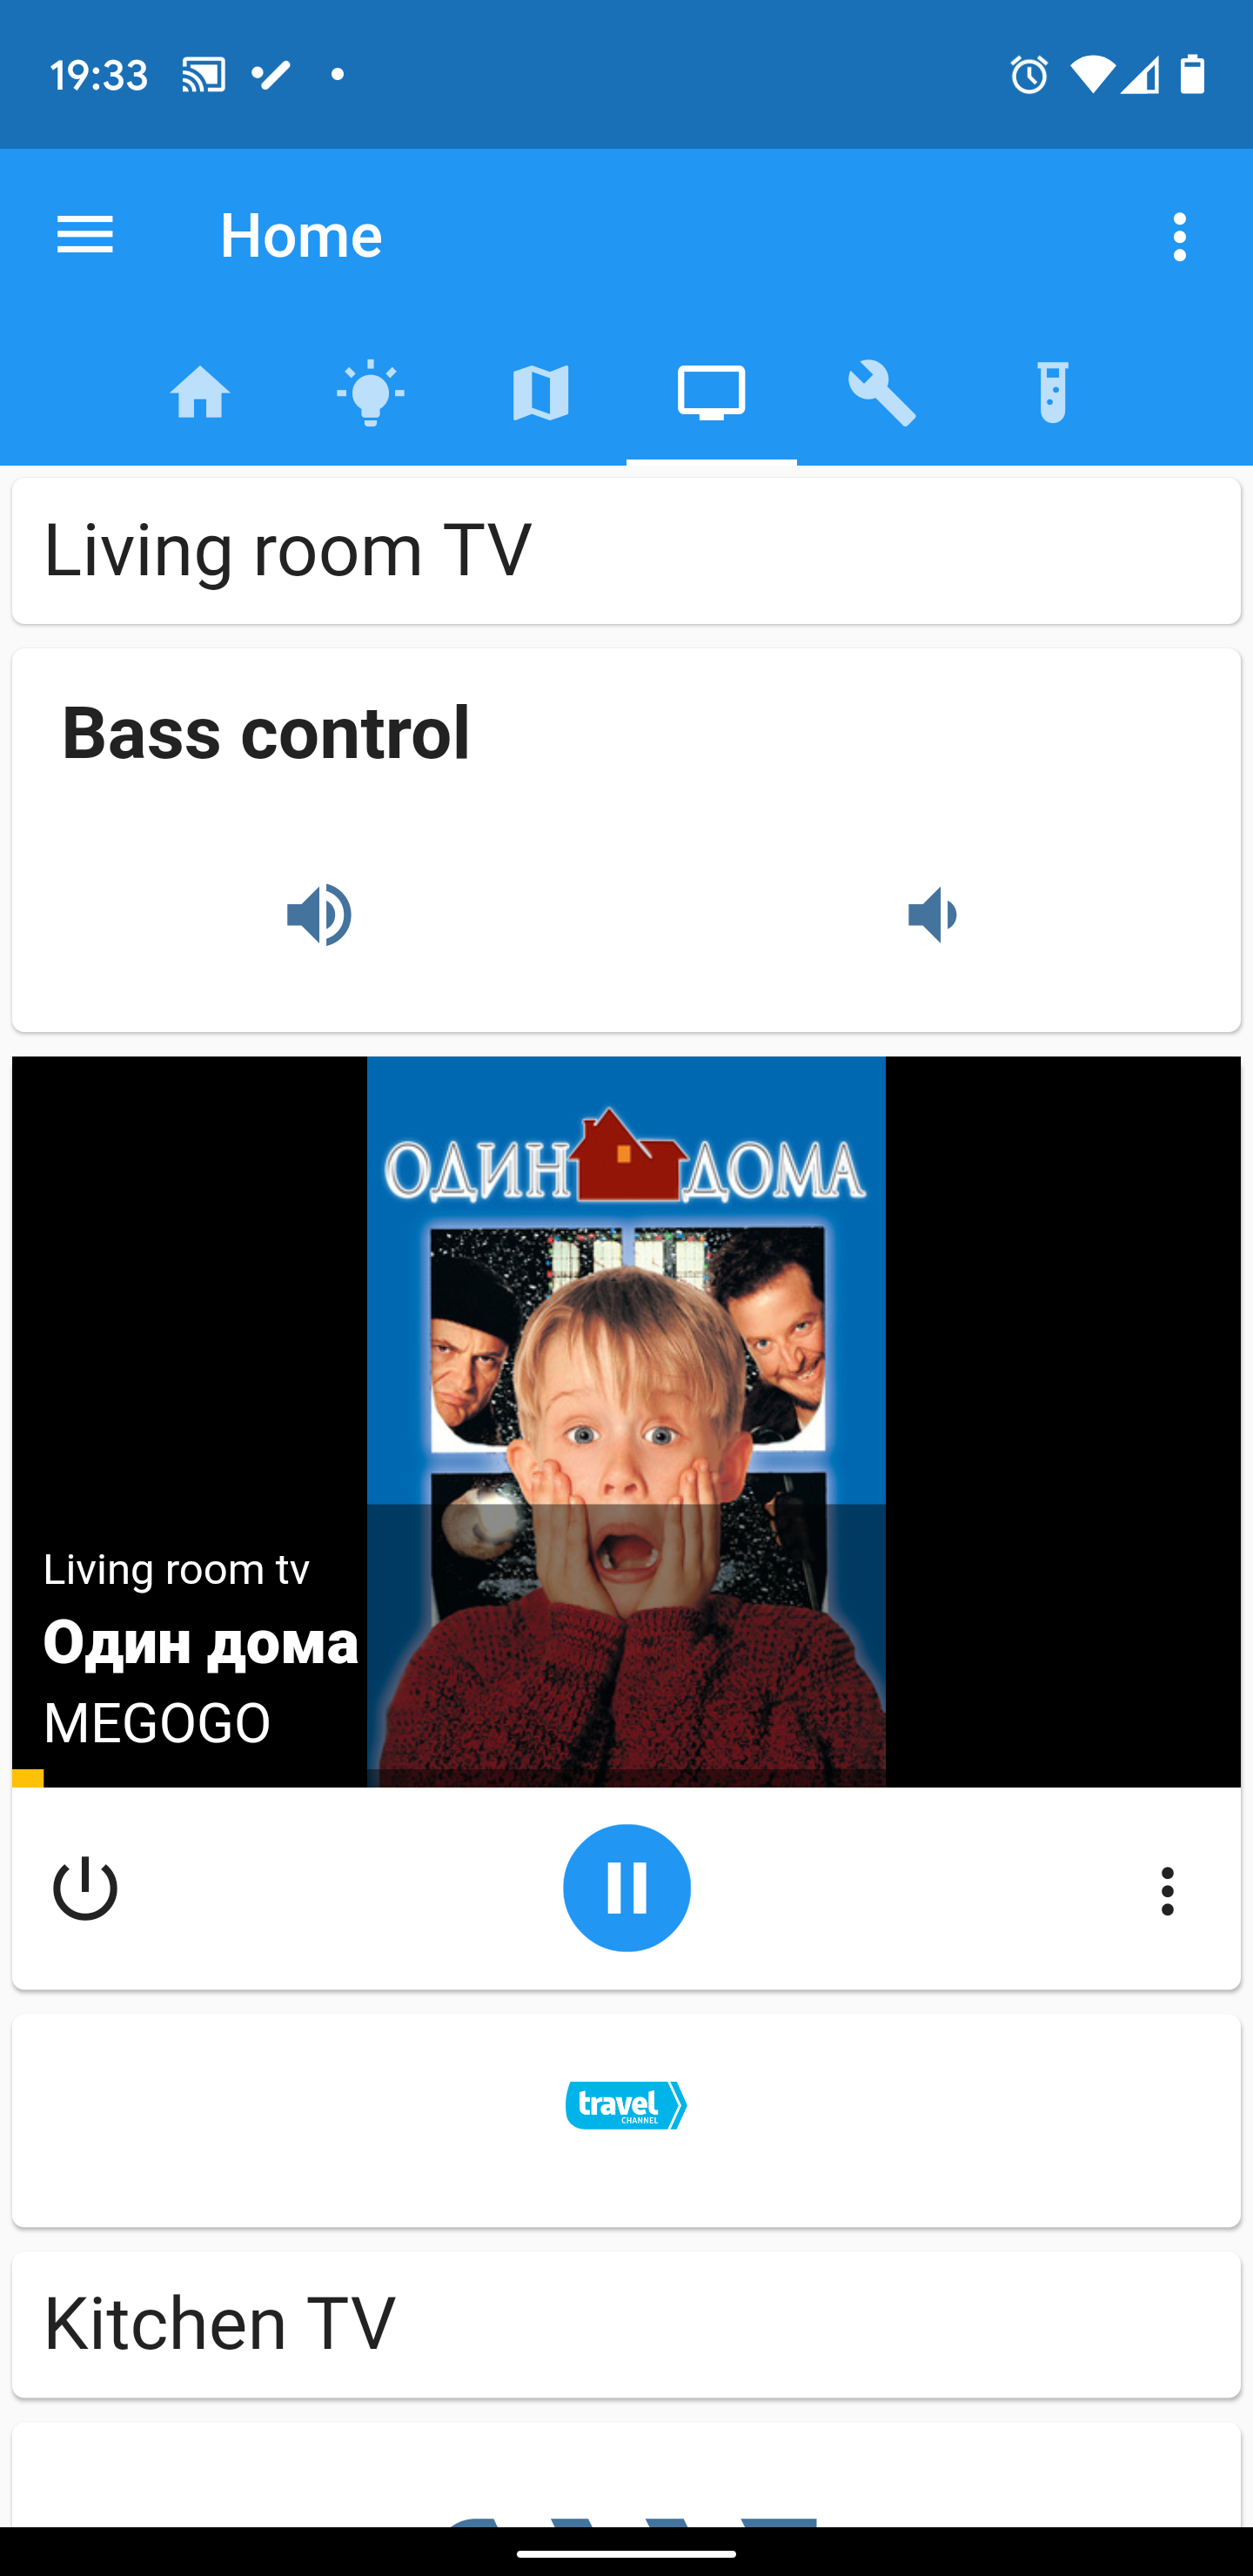 19:33
Home
Living room TV
Bass control
ОДИН ДОМА
Living room tv
Один дома
MEGOGO
travel
CHANNEL
Kitchen TV